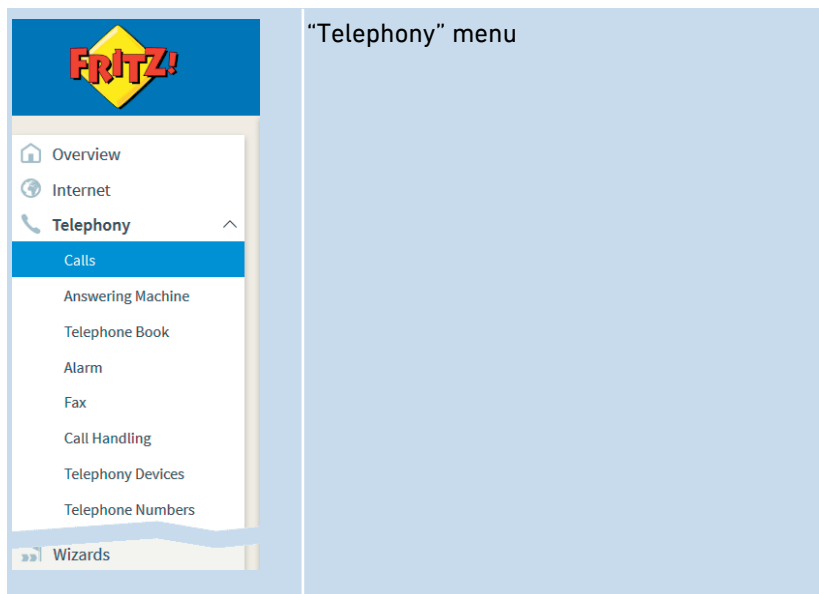 FRITZ!
“Telephony” menu
Overview
Internet
Telephony
Calls
Answering Machine
Telephone Book
Alarm
Fax
Call Handling
Telephony Devices
Telephone Numbers
Wizards